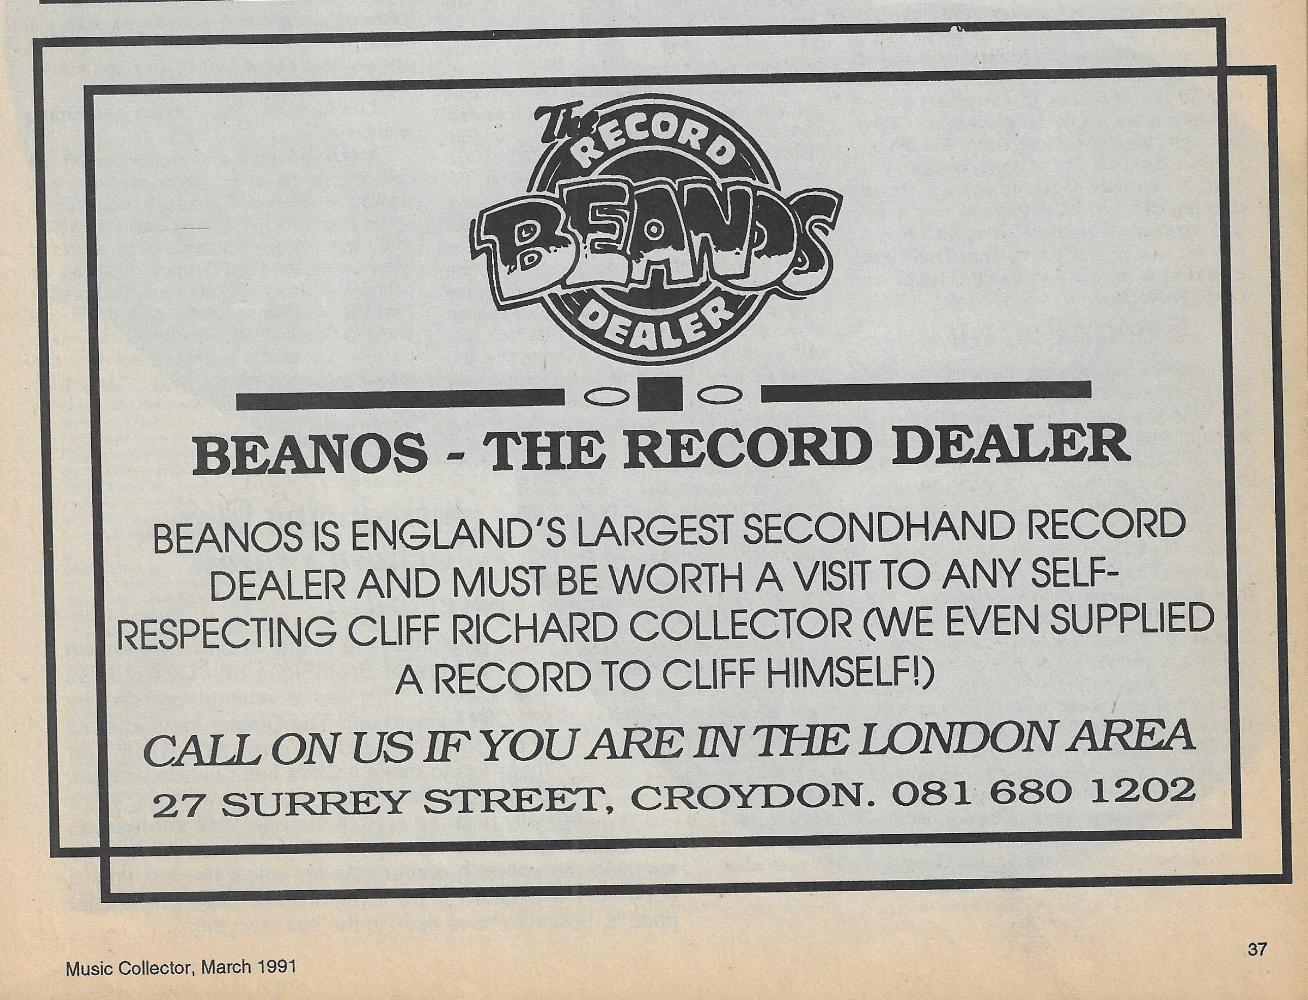 The
RECORD
BEANOS
DEALER
BEANOS - THE RECORD DEALER
BEANOS IS ENGLAND'S LARGEST SECONDHAND RECORD
DEALER AND MUST BE WORTH A VISIT TO ANY SELF-
RESPECTING CLIFF RICHARD COLLECTOR (WE EVEN SUPPLIED
A RECORD TO CLIFF HIMSELF!)
CALL ON US IF YOU ARE IN THE LONDON AREA
27 SURREY STREET, CROYDON. 081 680 1202
37
Music Collector, March 1991